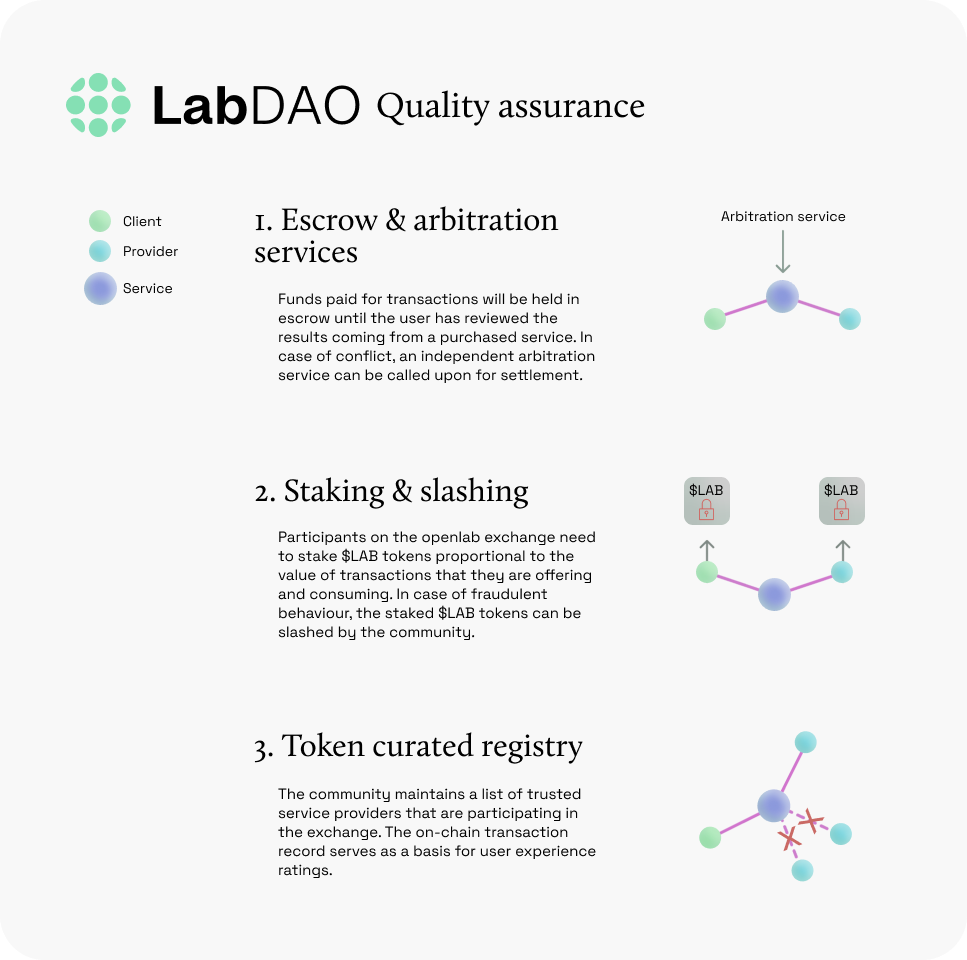 LabDAO Quality assurance
Client
Provider
Service
1. Escrow & arbitration
services
Funds paid for transactions will be held in
escrow until the user has reviewed the
results coming from a purchased service. In
case of conflict, an independent arbitration
service can be called upon for settlement.
Arbitration service
2. Staking & slashing
Participants on the openlab exchange need
to stake $LAB tokens proportional to the
value of transactions that they are offering
and consuming. In case of fraudulent
behaviour, the staked $LAB tokens can be
slashed by the community.
$LAB
$LAB
3. Token curated registry
The community maintains a list of trusted
service providers that are participating in
the exchange. The on-chain transaction
record serves as a basis for user experience
ratings.